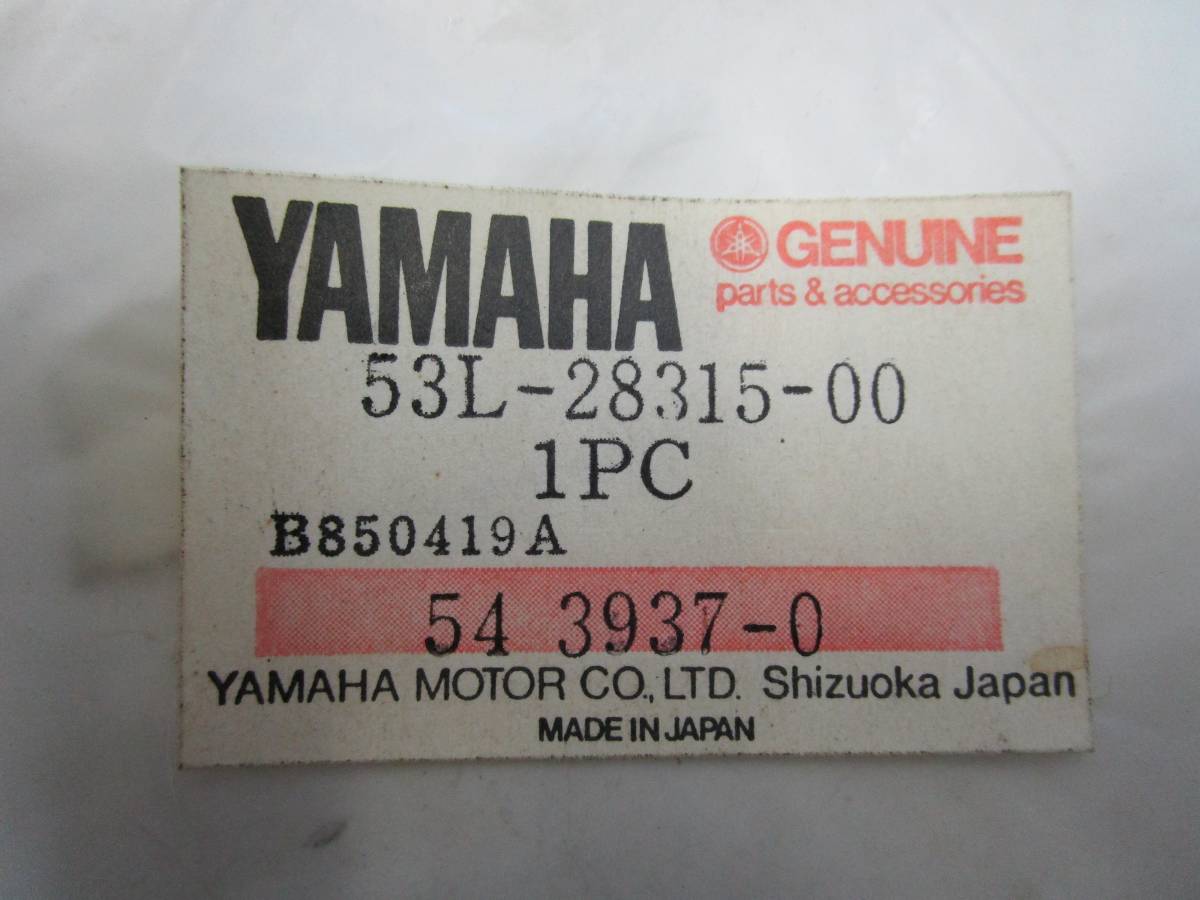 YAMAHA
GENUINE
parts & accessories
53L-28315-00
1PC
B850419A
54 3937-0
YAMAHA MOTOR CO., LTD. Shizuoka Japan
MADE IN JAPAN